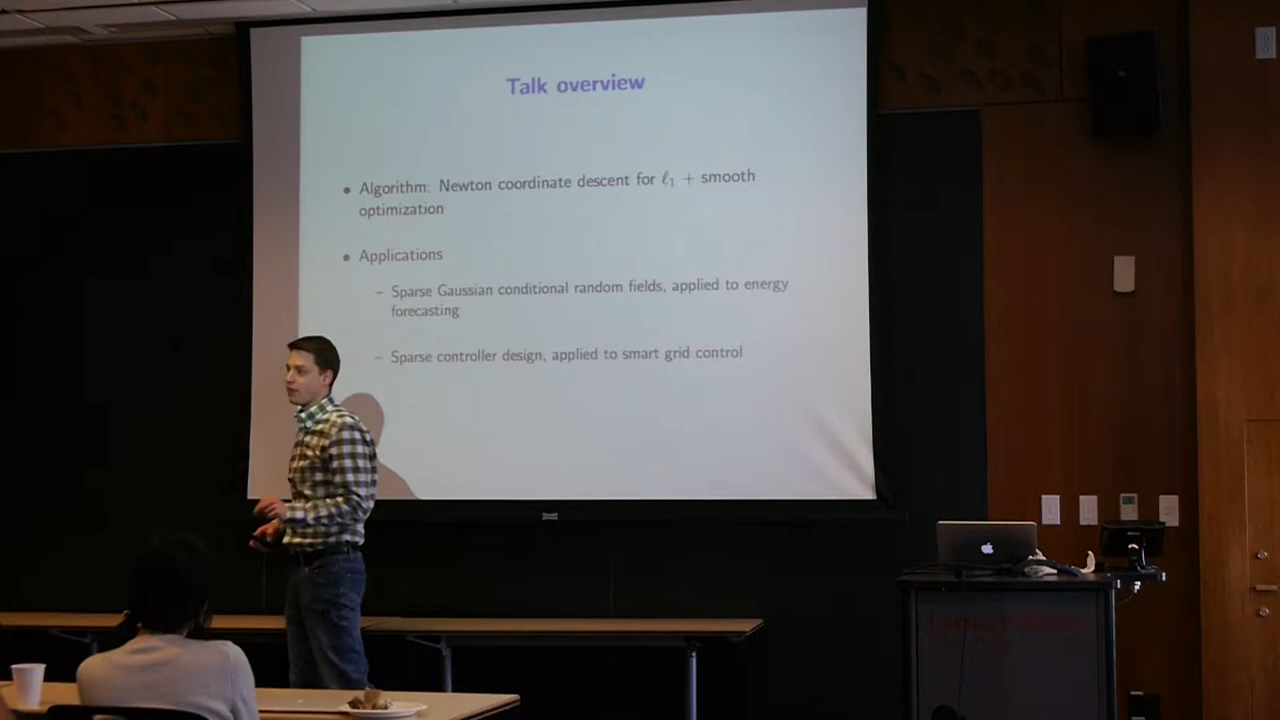 Talk overview
• Algorithm: Newton coordinate descent for ℓ₁ + smooth
optimization
• Applications
– Sparse Gaussian conditional random fields, applied to energy
forecasting
– Sparse controller design, applied to smart grid control